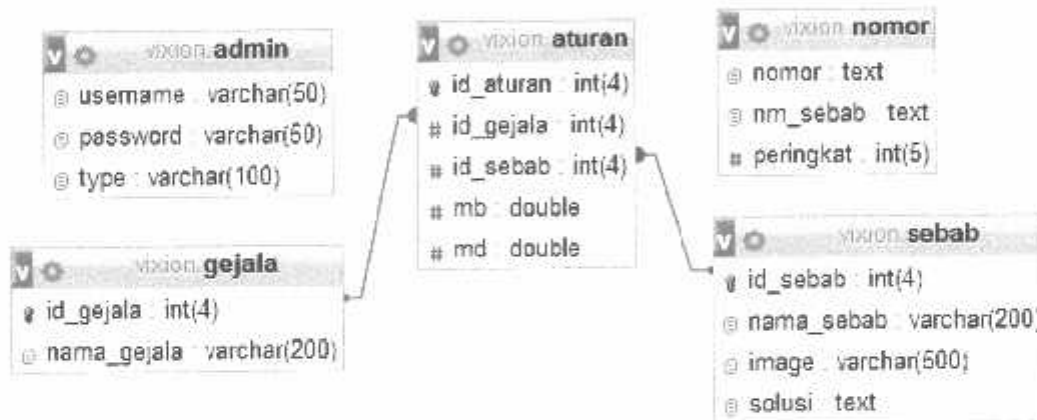 vixion admin
username : varchar(50)
password : varchar(50)
type : varchar(100)
vixion aturan
id_aturan : int(4)
# id_gejala : int(4)
# id_sebab : int(4)
# mb : double
# md : double
vixion nomor
nomor : text
nm_sebab : text
# peringkat : int(5)
vixion gejala
id_gejala : int(4)
nama_gejala : varchar(200)
vixion sebab
id_sebab : int(4)
nama_sebab : varchar(200)
image : varchar(500)
solusi : text